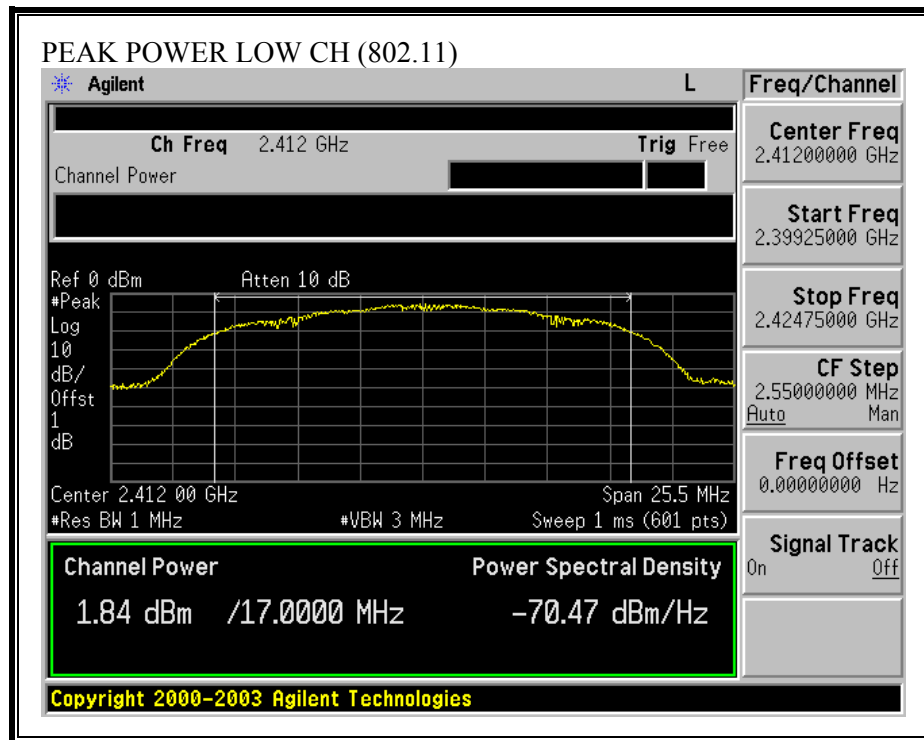 PEAK POWER LOW CH (802.11)
Agilent L Freq/Channel
Ch Freq 2.412 GHz Trig Free
Channel Power
Center Freq
2.41200000 GHz
Start Freq
2.39925000 GHz
Stop Freq
2.42475000 GHz
CF Step
2.55000000 MHz
Auto Man
Freq Offset
0.00000000 Hz
Signal Track
On Off
Ref 0 dBm Atten 10 dB
#Peak
Log
10
dB/
Offst
1
dB
Center 2.412 00 GHz Span 25.5 MHz
#Res BW 1 MHz #VBW 3 MHz Sweep 1 ms (601 pts)
Channel Power Power Spectral Density
1.84 dBm /17.0000 MHz -70.47 dBm/Hz
Copyright 2000-2003 Agilent Technologies